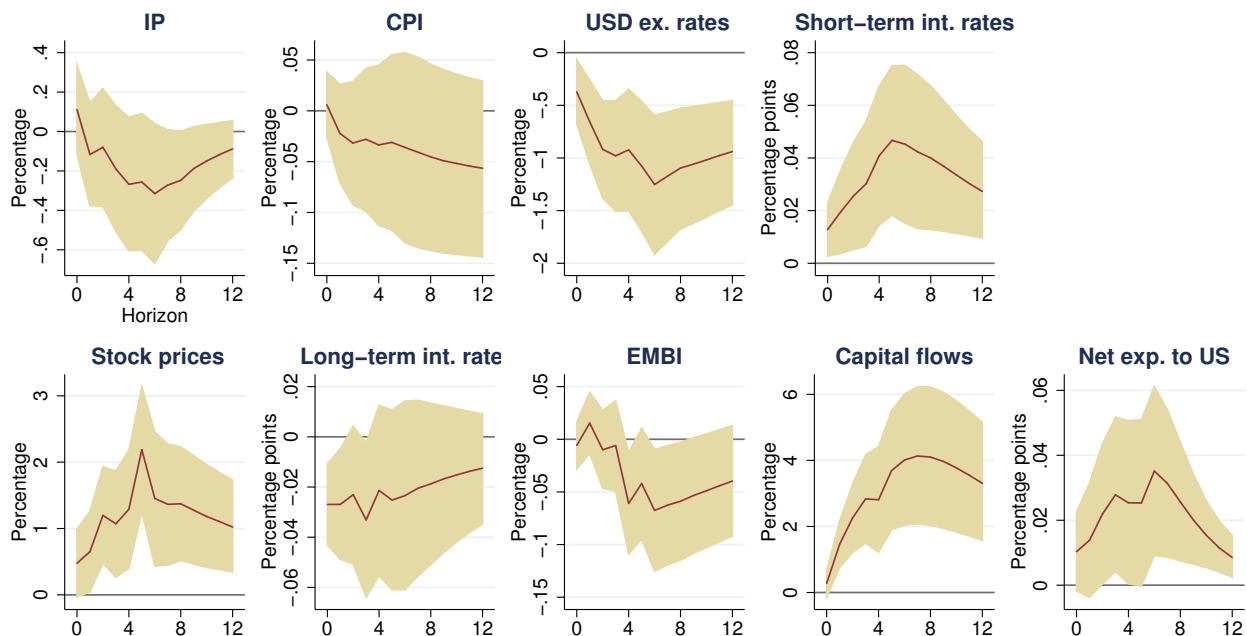 IP
Percentage
.4
.2
0
−.2
−.4
−.6
0 4 8 12
Horizon
CPI
Percentage
.05
0
−.05
−.1
−.15
0 4 8 12
USD ex. rates
Percentage
0
−.5
−1
−1.5
−2
0 4 8 12
Short−term int. rates
Percentage points
.08
.06
.04
.02
0
0 4 8 12
Stock prices
Percentage
3
2
1
0
0 4 8 12
Long−term int. rate
Percentage points
.02
0
−.02
−.04
−.06
0 4 8 12
EMBI
Percentage
.05
0
−.05
−.1
−.15
0 4 8 12
Capital flows
Percentage
6
4
2
0
0 4 8 12
Net exp. to US
Percentage points
.06
.04
.02
0
0 4 8 12